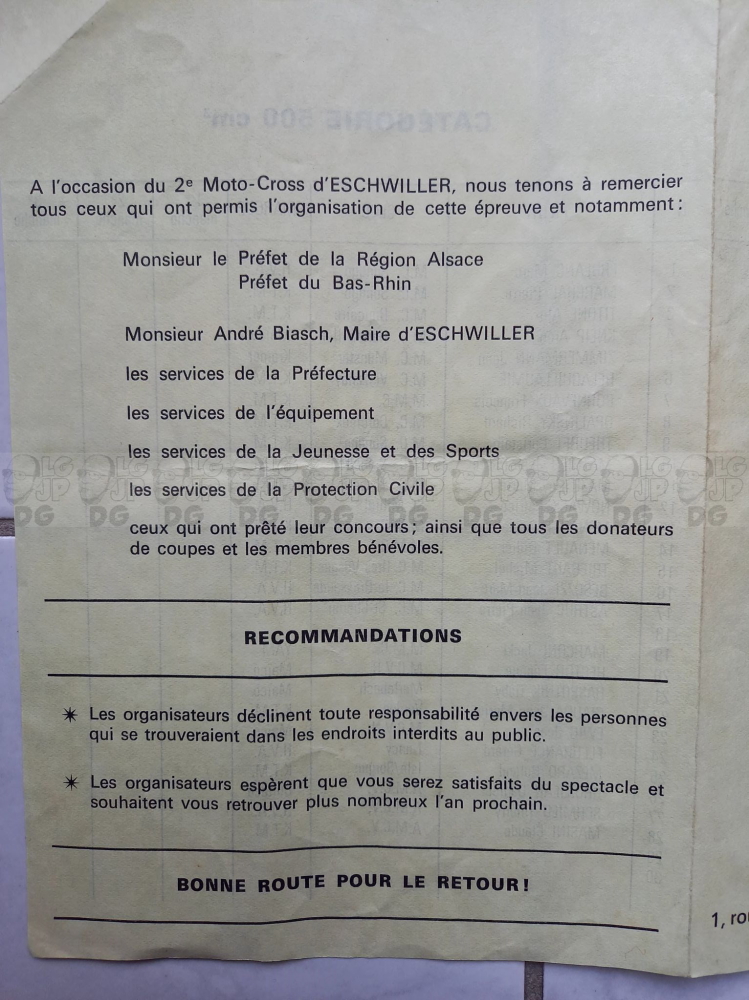 A l'occasion du 2e Moto-Cross d'ESCHWILLER, nous tenons à remercier
tous ceux qui ont permis l'organisation de cette épreuve et notamment :
Monsieur le Préfet de la Région Alsace
Préfet du Bas-Rhin
Monsieur André Biasch, Maire d'ESCHWILLER
les services de la Préfecture
les services de l'équipement
les services de la Jeunesse et des Sports
les services de la Protection Civile
ceux qui ont prêté leur concours ; ainsi que tous les donateurs
de coupes et les membres bénévoles.
RECOMMANDATIONS
✷ Les organisateurs déclinent toute responsabilité envers les personnes
qui se trouveraient dans les endroits interdits au public.
✷ Les organisateurs espèrent que vous serez satisfaits du spectacle et
souhaitent vous retrouver plus nombreux l'an prochain.
BONNE ROUTE POUR LE RETOUR !
1,